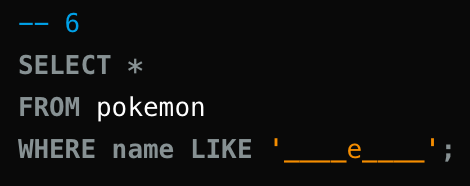 -- 6
SELECT *
FROM pokemon
WHERE name LIKE '____e____';